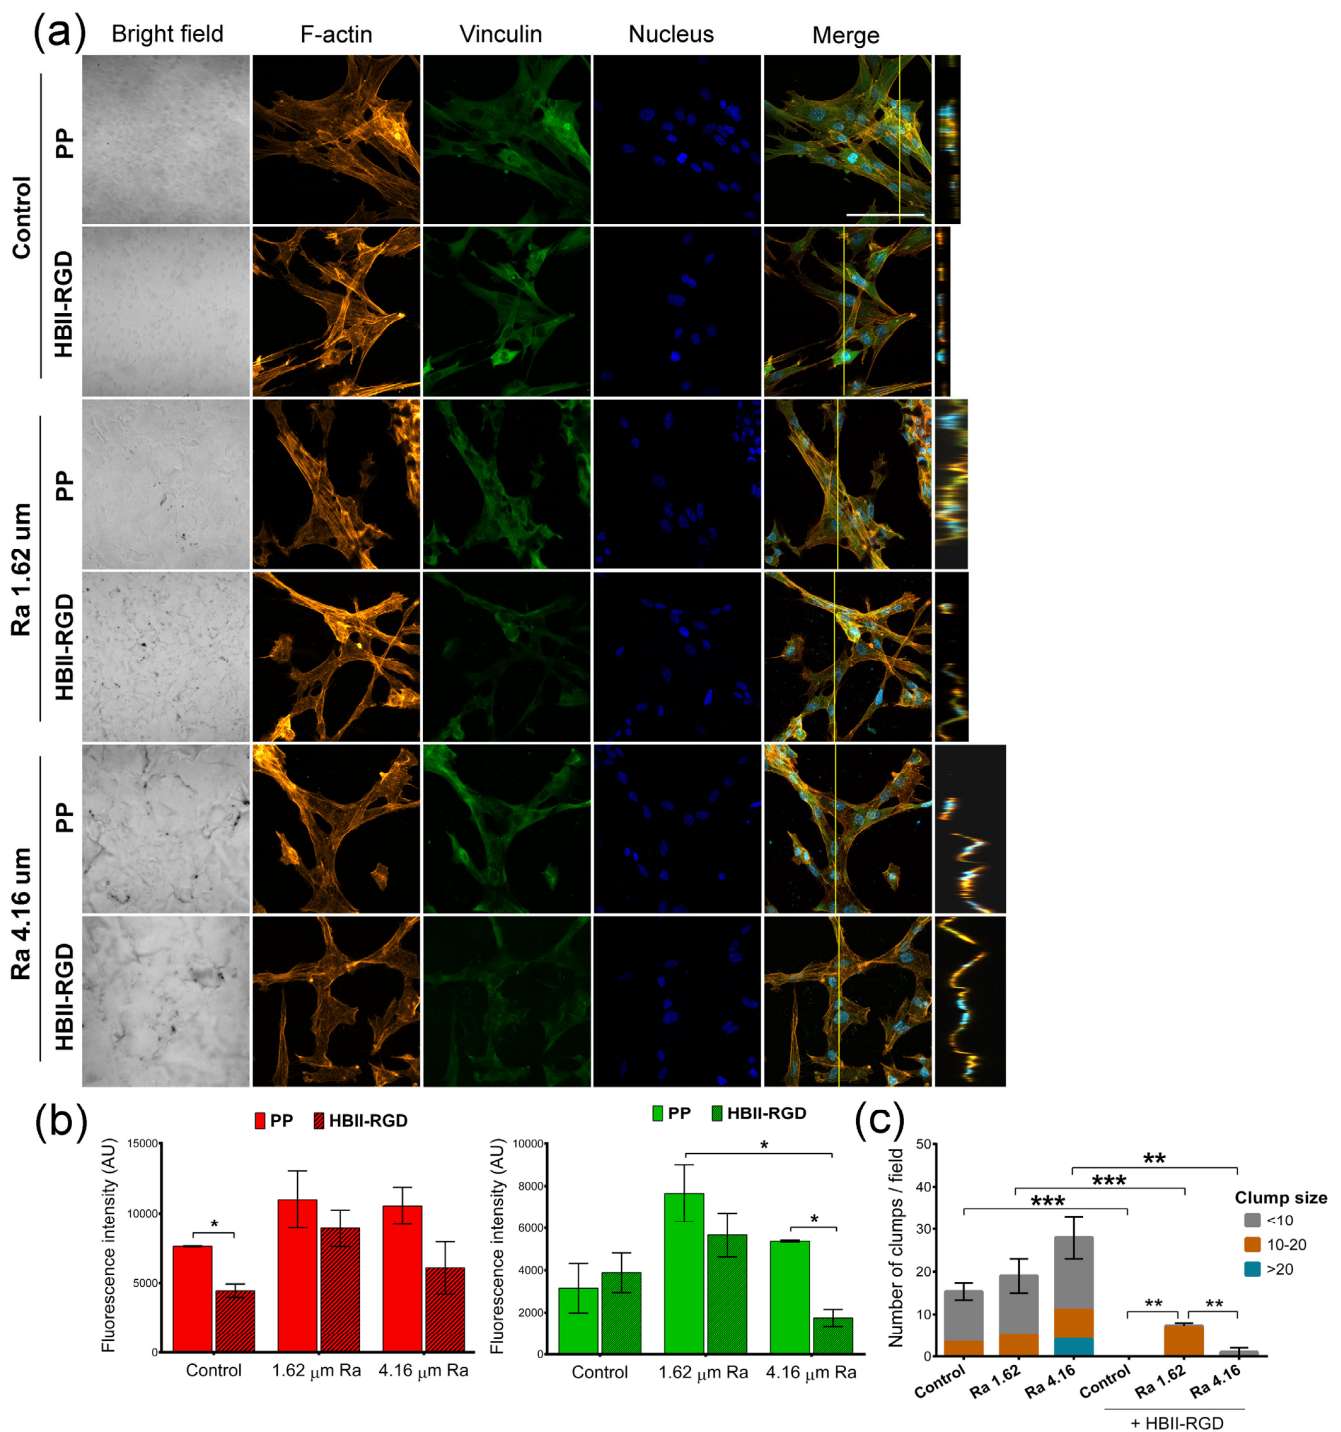 (a)
Bright field F-actin Vinculin Nucleus Merge
Control
PP
HBII-RGD
Ra 1.62 um
PP
HBII-RGD
Ra 4.16 um
PP
HBII-RGD
(b)
PP HBII-RGD
Fluorescence intensity (AU)
15000
10000
5000
0
*
Control 1.62 μm Ra 4.16 μm Ra
PP HBII-RGD
Fluorescence intensity (AU)
10000
8000
6000
4000
2000
0
*
*
Control 1.62 μm Ra 4.16 μm Ra
(c)
Number of clumps / field
50
40
30
20
10
0
**
***
***
** **
Clump size
<10
10-20
>20
Control Ra 1.62 Ra 4.16 Control Ra 1.62 Ra 4.16
+ HBII-RGD